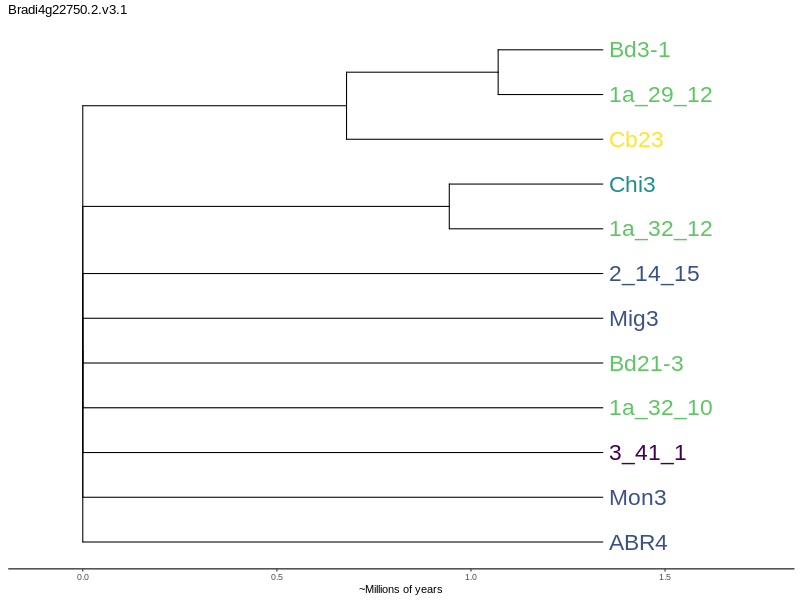 Bradi4g22750.2.v3.1
Bd3-1
1a_29_12
Cb23
Chi3
1a_32_12
2_14_15
Mig3
Bd21-3
1a_32_10
3_41_1
Mon3
ABR4
0.0 0.5 1.0 1.5
~Millions of years